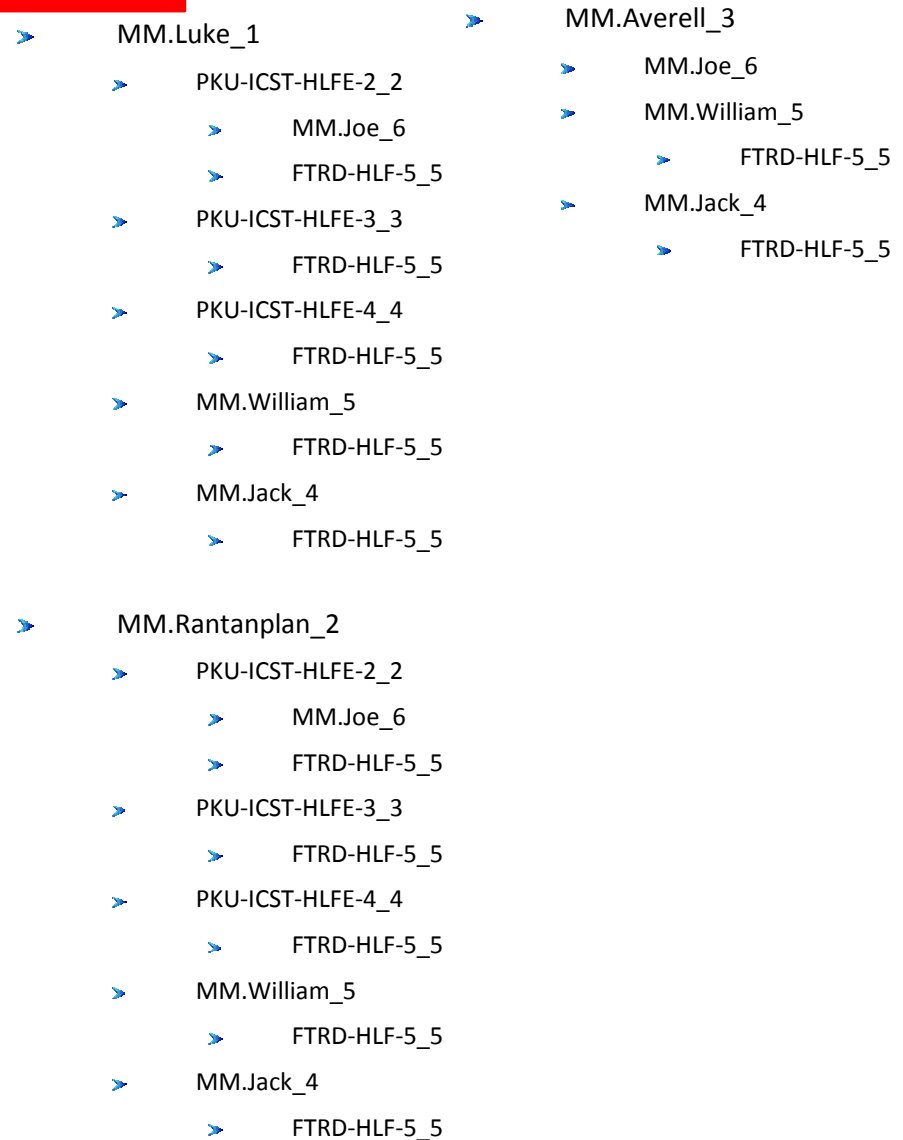 MM.Luke_1
PKU-ICST-HLFE-2_2
MM.Joe_6
FTRD-HLF-5_5
PKU-ICST-HLFE-3_3
FTRD-HLF-5_5
PKU-ICST-HLFE-4_4
FTRD-HLF-5_5
MM.William_5
FTRD-HLF-5_5
MM.Jack_4
FTRD-HLF-5_5
MM.Rantanplan_2
PKU-ICST-HLFE-2_2
MM.Joe_6
FTRD-HLF-5_5
PKU-ICST-HLFE-3_3
FTRD-HLF-5_5
PKU-ICST-HLFE-4_4
FTRD-HLF-5_5
MM.William_5
FTRD-HLF-5_5
MM.Jack_4
FTRD-HLF-5_5
MM.Averell_3
MM.Joe_6
MM.William_5
FTRD-HLF-5_5
MM.Jack_4
FTRD-HLF-5_5